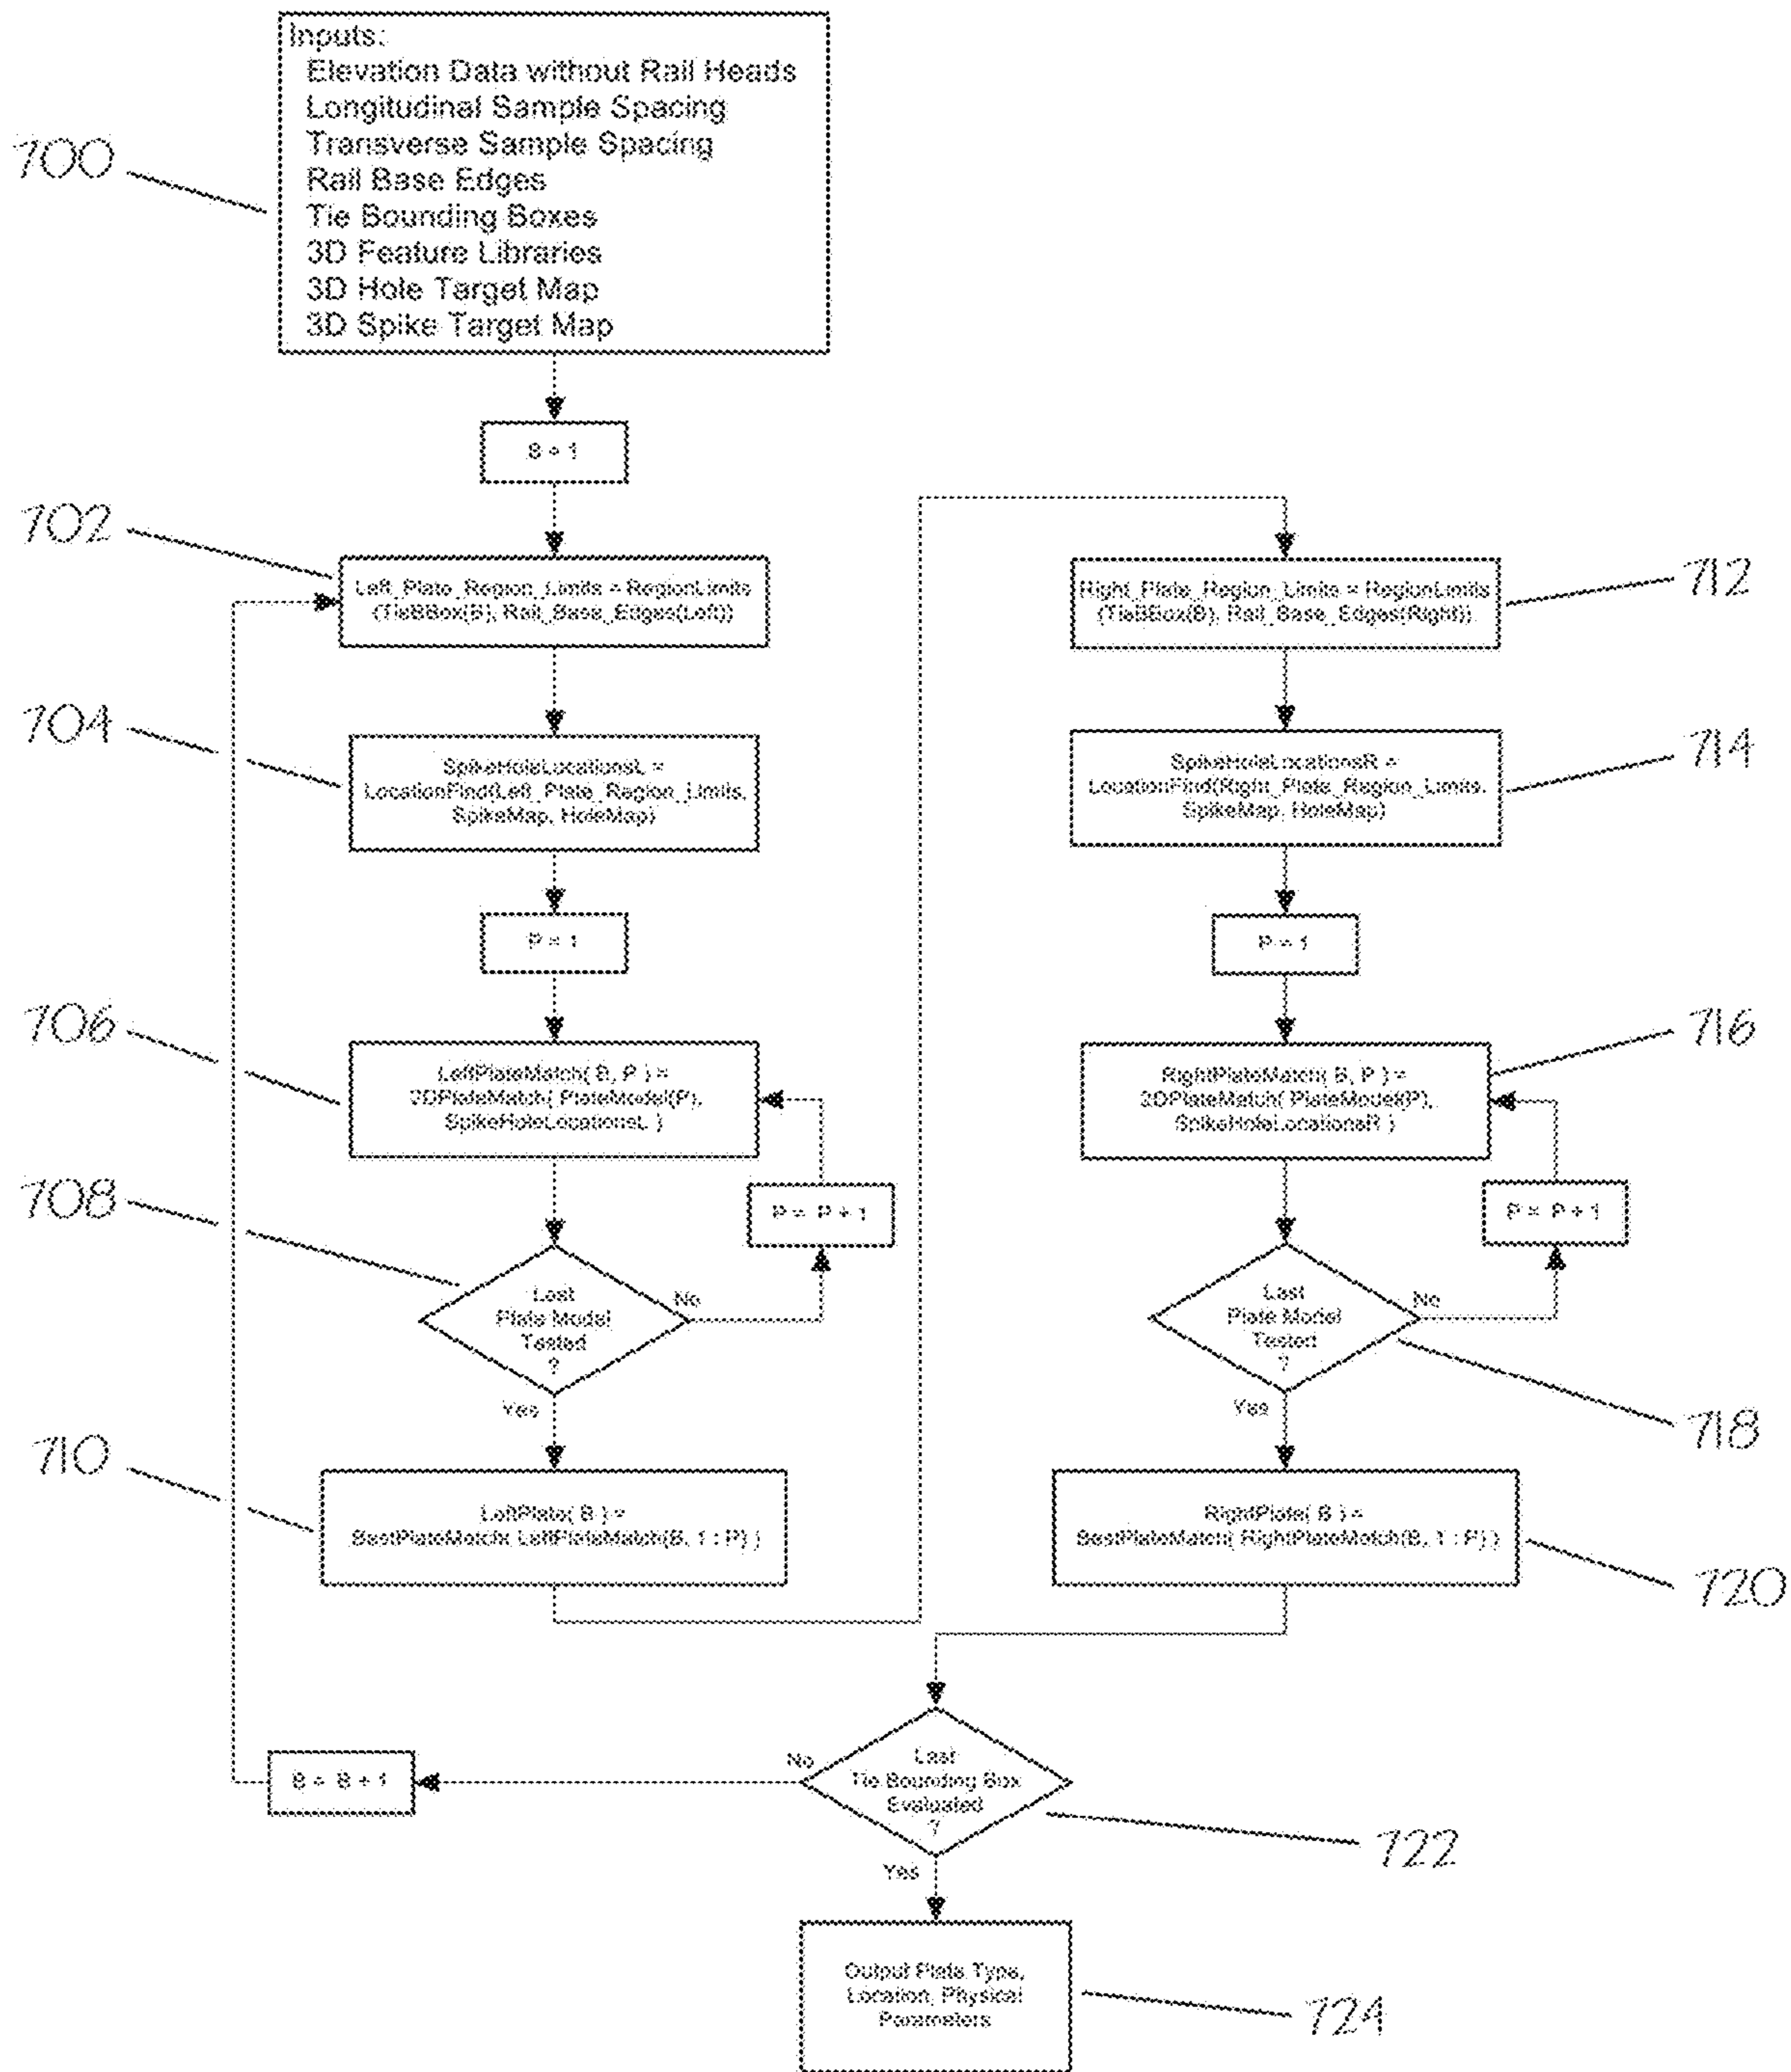 Inputs:
Elevation Data without Rail Heads
Longitudinal Sample Spacing
Transverse Sample Spacing
Rail Base Edges
Tie Bounding Boxes
3D Feature Libraries
3D Hole Target Map
3D Spike Target Map
700
B = 1
702
Left_Plate_Region_Limits = RegionLimits
(TieBBox(B), Rail_Base_Edges(Left))
704
SpikeHoleLocationsL =
LocationFind(Left_Plate_Region_Limits,
SpikeMap, HoleMap)
P = 1
706
LeftPlateMatch( B, P ) =
2DPlateMatch( PlateModel(P),
SpikeHoleLocationsL )
P = P + 1
708
Last
Plate Model
Tested
?
No
Yes
710
LeftPlate( B ) =
BestPlateMatch( LeftPlateMatch(B, 1 : P) )
Right_Plate_Region_Limits = RegionLimits
(TieBBox(B), Rail_Base_Edges(Right))
712
SpikeHoleLocationsR =
LocationFind(Right_Plate_Region_Limits,
SpikeMap, HoleMap)
714
P = 1
RightPlateMatch( B, P ) =
2DPlateMatch( PlateModel(P),
SpikeHoleLocationsR )
716
P = P + 1
Last
Plate Model
Tested
?
No
Yes
718
RightPlate( B ) =
BestPlateMatch( RightPlateMatch(B, 1 : P) )
720
B = B + 1
No
Last
Tie Bounding Box
Evaluated
?
Yes
722
Output Plate Type,
Location, Physical
Parameters
724